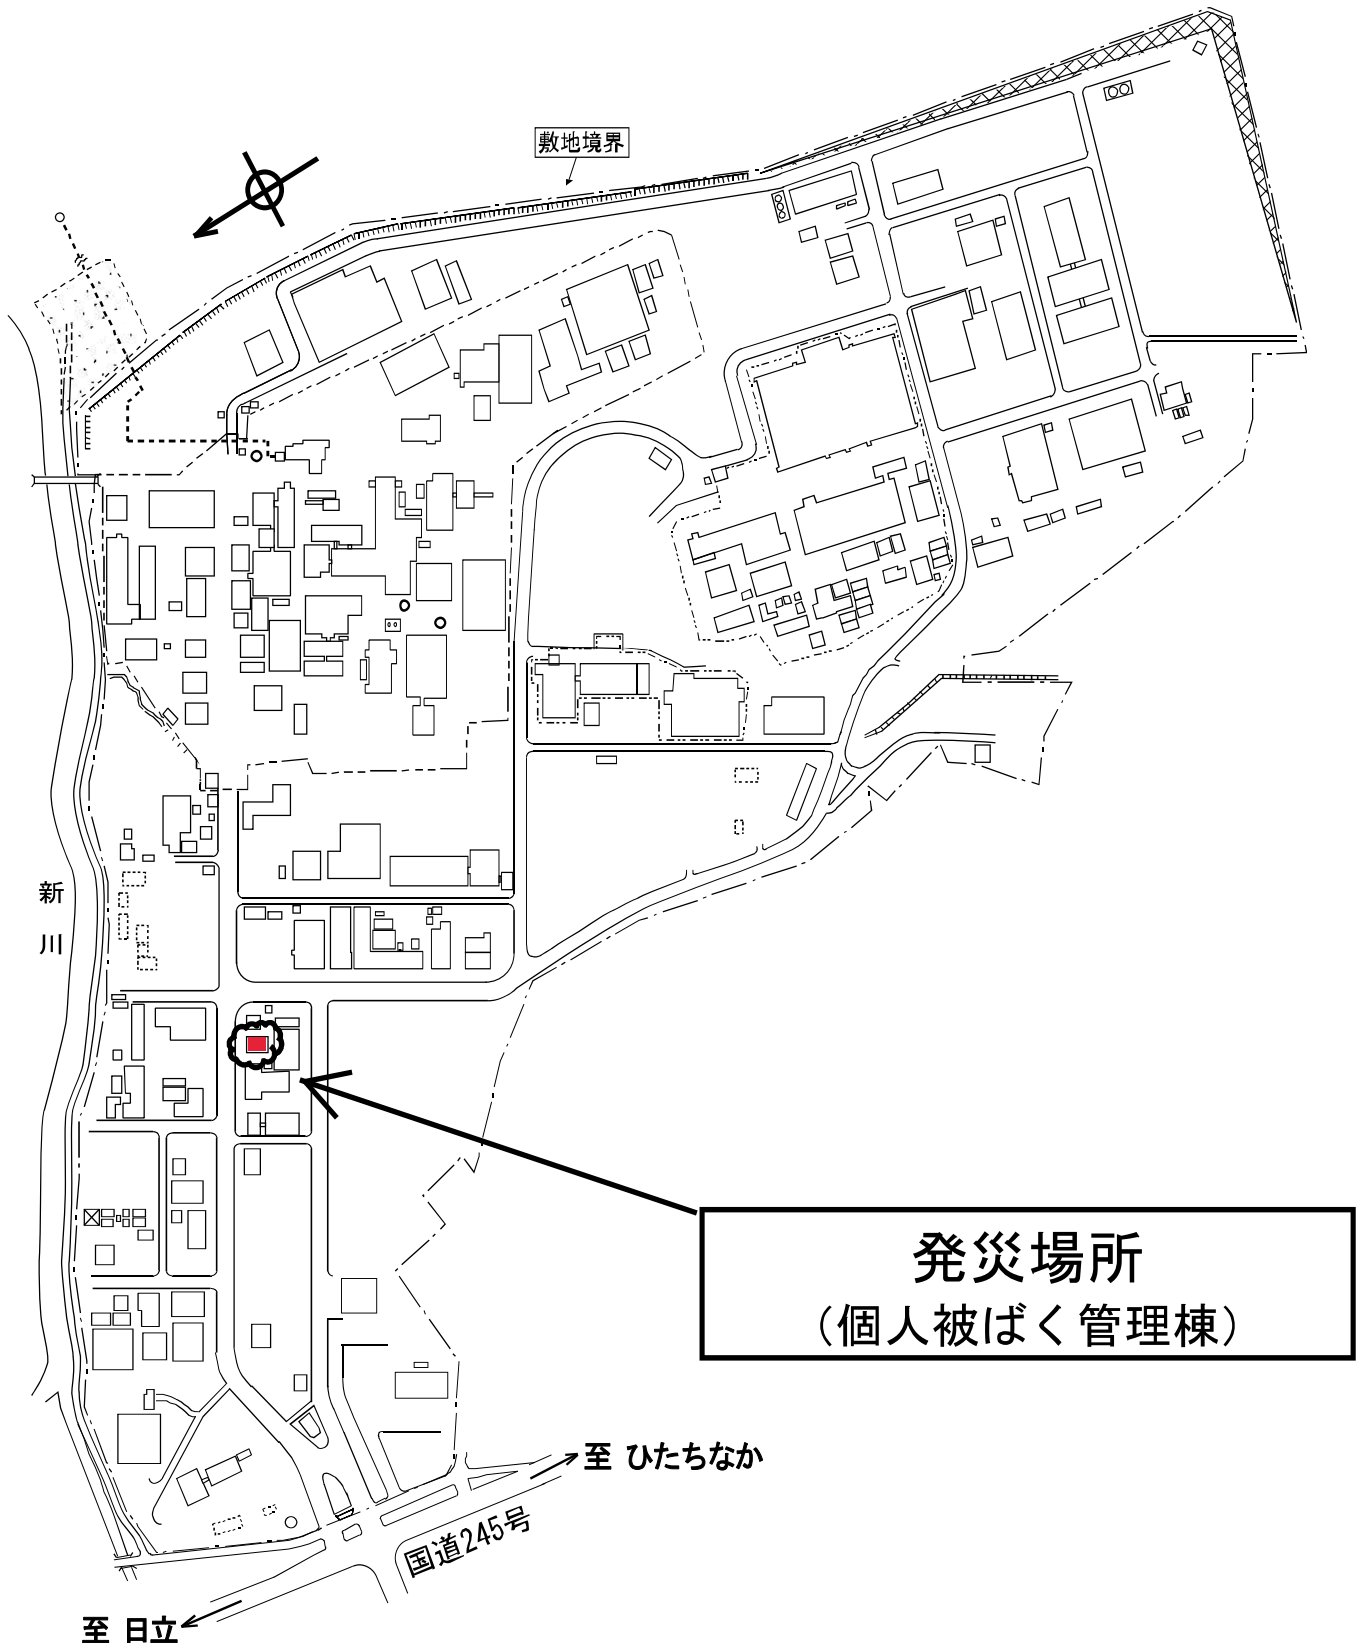 敷地境界
新
川
発災場所
（個人被ばく管理棟）
至 ひたちなか
国道245号
至 日立